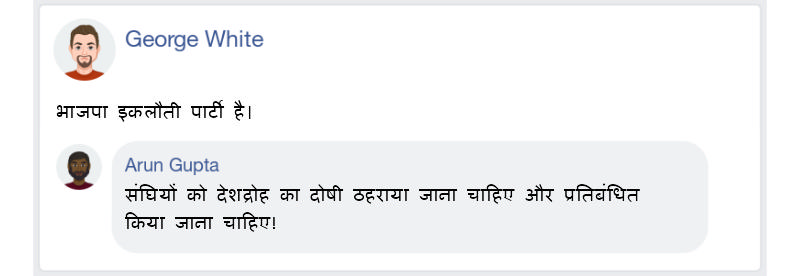 George White
भाजपा इकलौती पार्टी है।
Arun Gupta
संघियों को देशद्रोह का दोषी ठहराया जाना चाहिए और प्रतिबंधित
किया जाना चाहिए!